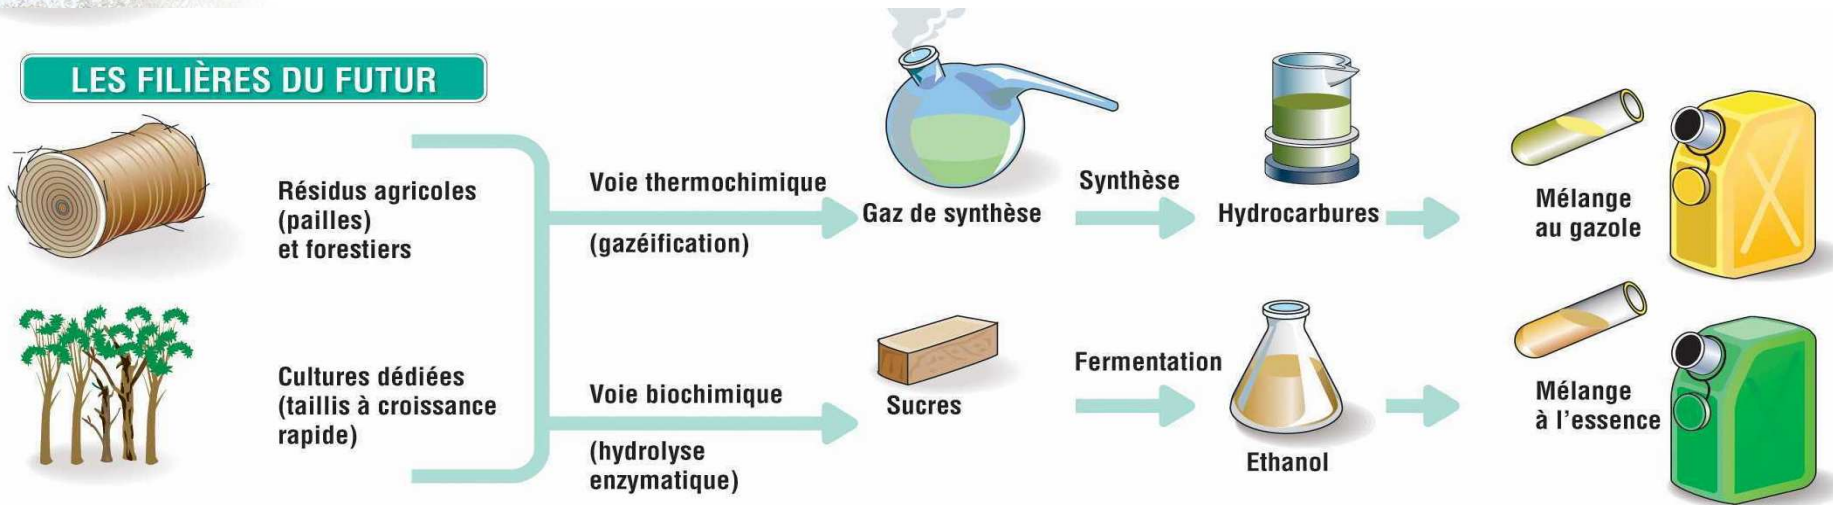 LES FILIÈRES DU FUTUR
Résidus agricoles
(pailles)
et forestiers
Cultures dédiées
(taillis à croissance
rapide)
Voie thermochimique
(gazéification)
Gaz de synthèse
Synthèse
Hydrocarbures
Mélange
au gazole
Voie biochimique
(hydrolyse
enzymatique)
Sucres
Fermentation
Ethanol
Mélange
à l'essence